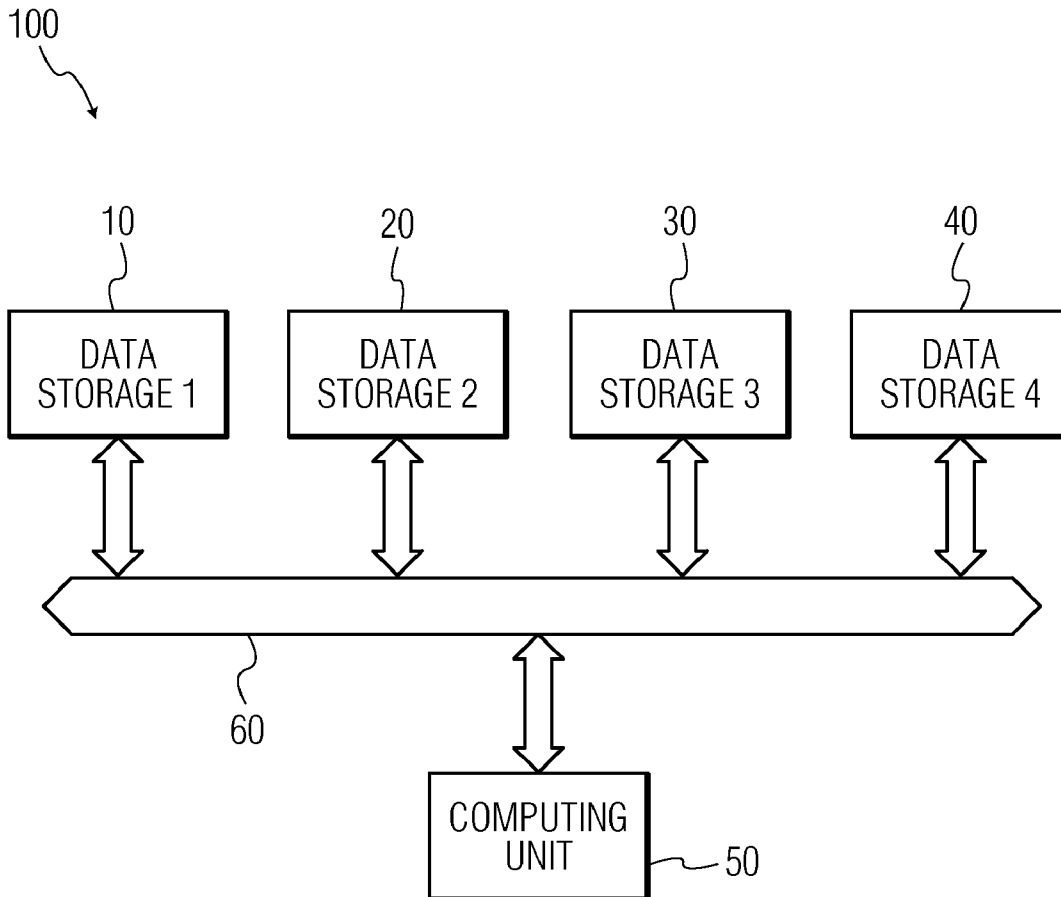 100
10
20
30
40
DATA
STORAGE 1
DATA
STORAGE 2
DATA
STORAGE 3
DATA
STORAGE 4
60
COMPUTING
UNIT
50